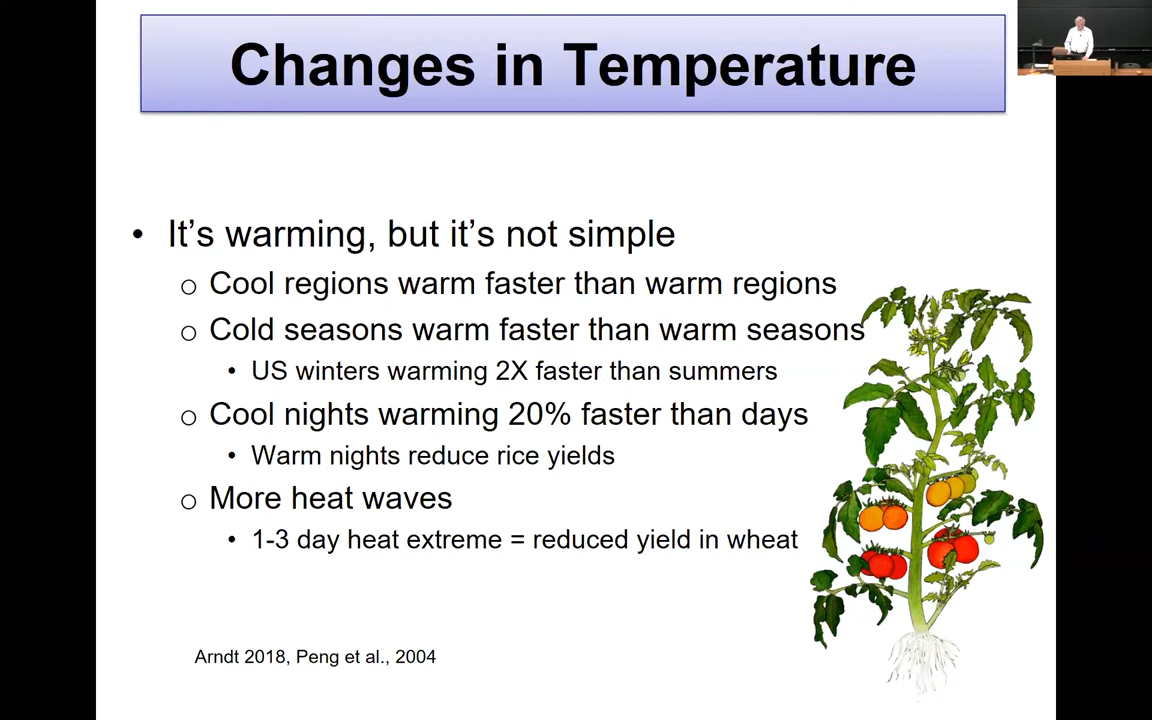 Changes in Temperature
• It’s warming, but it’s not simple
o Cool regions warm faster than warm regions
o Cold seasons warm faster than warm seasons
• US winters warming 2X faster than summers
o Cool nights warming 20% faster than days
• Warm nights reduce rice yields
o More heat waves
• 1-3 day heat extreme = reduced yield in wheat
Arndt 2018, Peng et al., 2004